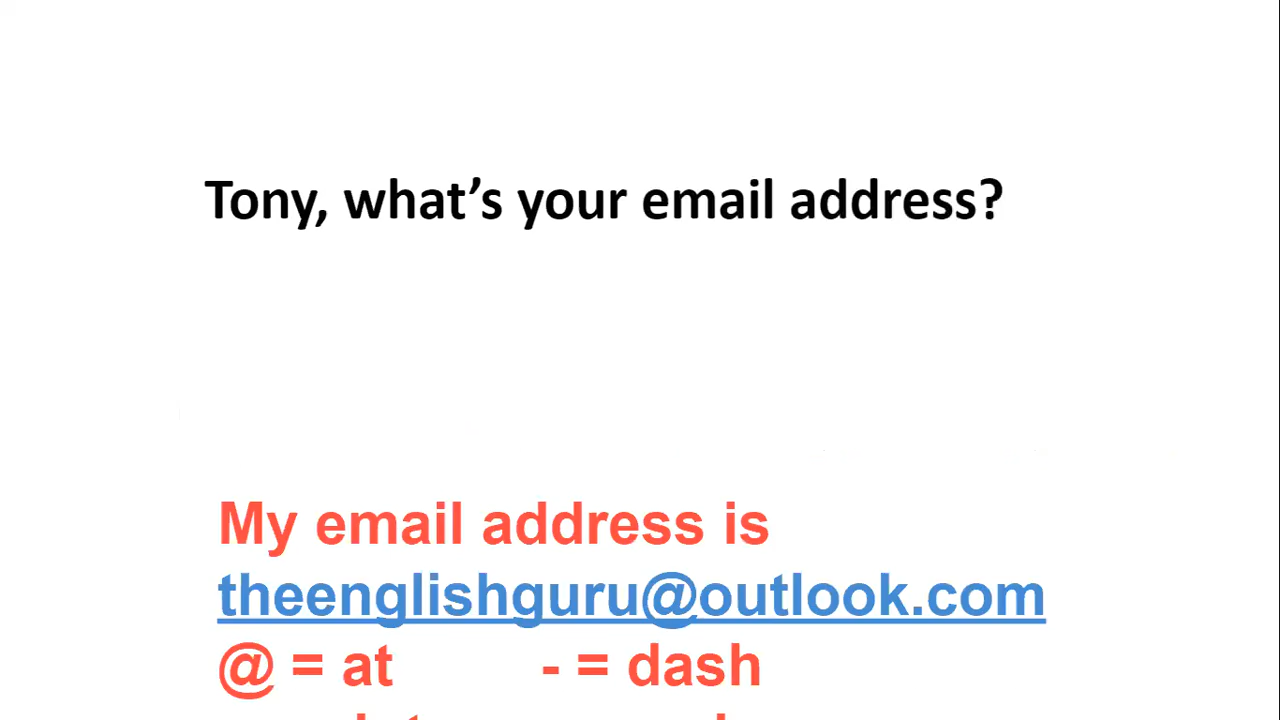 Tony, what's your email address?
My email address is
theenglishguru@outlook.com
@ = at - = dash